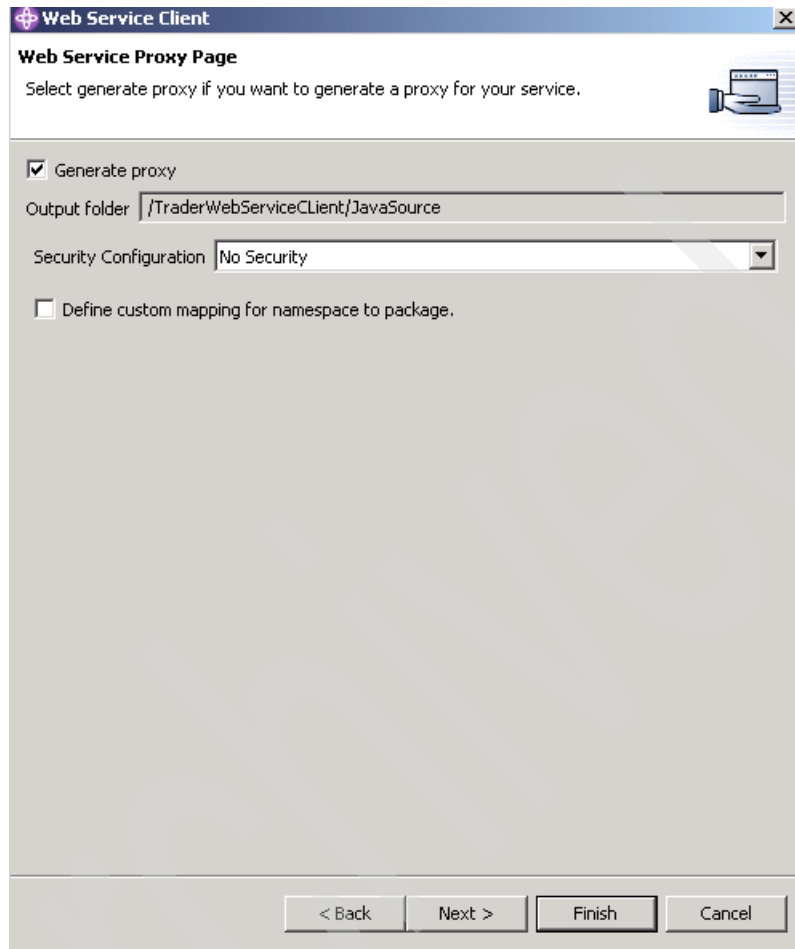 Web Service Client
Web Service Proxy Page
Select generate proxy if you want to generate a proxy for your service.
Generate proxy
Output folder /TraderWebServiceCLient/JavaSource
Security Configuration No Security
Define custom mapping for namespace to package.
< Back Next > Finish Cancel